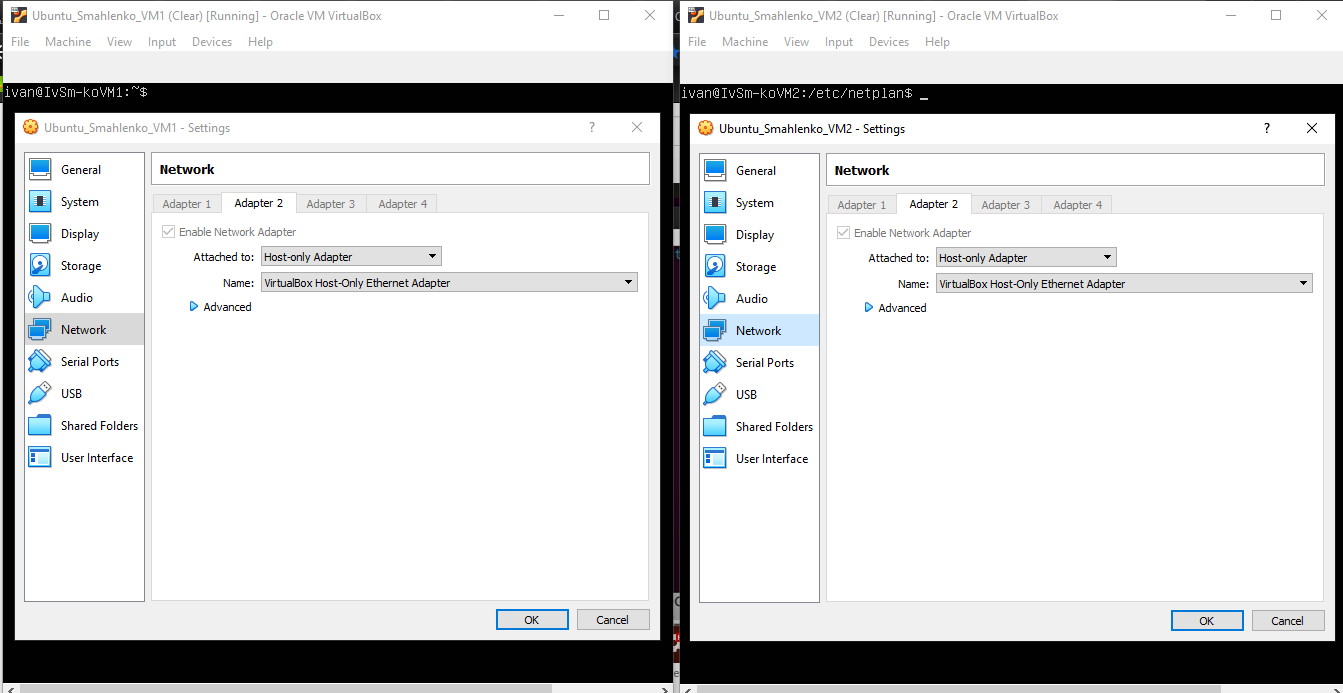 Ubuntu_Smahlenko_VM1 (Clear) [Running] - Oracle VM VirtualBox
File Machine View Input Devices Help
ivan@IvSm-koVM1:~$
Ubuntu_Smahlenko_VM1 - Settings
?
General
System
Display
Storage
Audio
Network
Serial Ports
USB
Shared Folders
User Interface
Network
Adapter 1 Adapter 2 Adapter 3 Adapter 4
Enable Network Adapter
Attached to: Host-only Adapter
Name: VirtualBox Host-Only Ethernet Adapter
Advanced
OK Cancel
Ubuntu_Smahlenko_VM2 (Clear) [Running] - Oracle VM VirtualBox
File Machine View Input Devices Help
ivan@IvSm-koVM2:/etc/netplan$ _
Ubuntu_Smahlenko_VM2 - Settings
?
General
System
Display
Storage
Audio
Network
Serial Ports
USB
Shared Folders
User Interface
Network
Adapter 1 Adapter 2 Adapter 3 Adapter 4
Enable Network Adapter
Attached to: Host-only Adapter
Name: VirtualBox Host-Only Ethernet Adapter
Advanced
OK Cancel